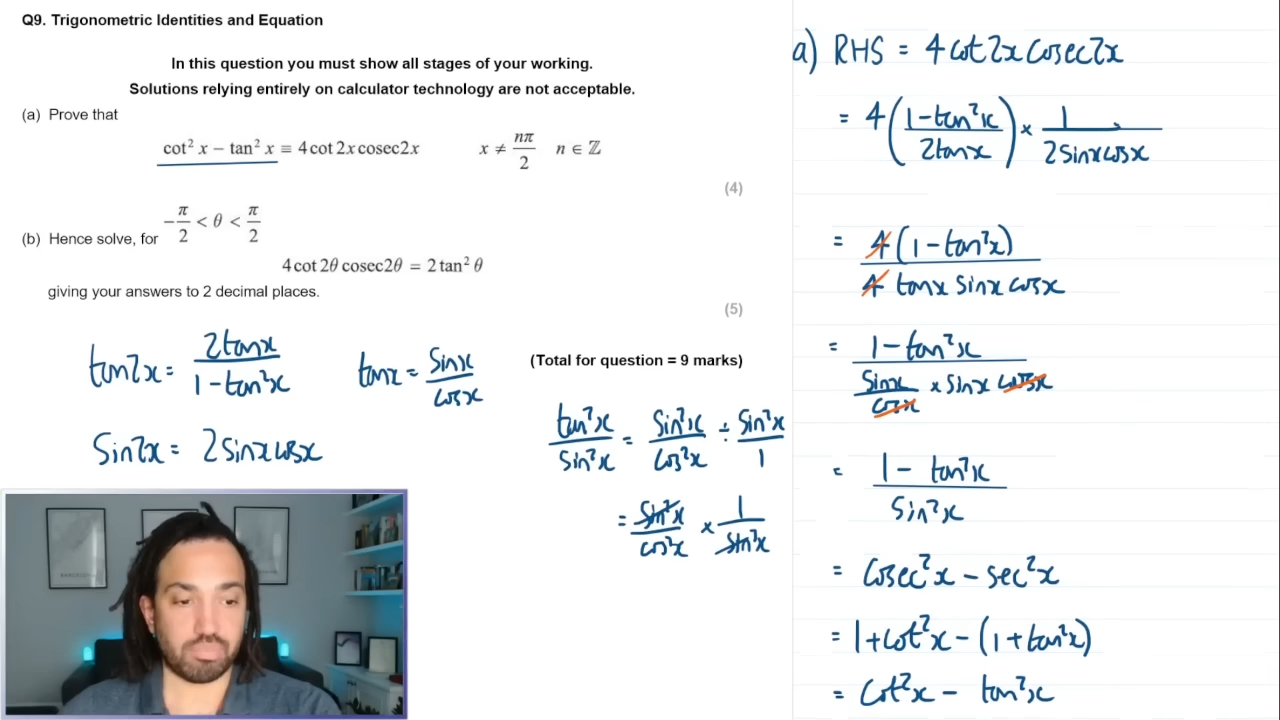 Q9. Trigonometric Identities and Equation
In this question you must show all stages of your working.
Solutions relying entirely on calculator technology are not acceptable.
(a) Prove that
cot² x − tan² x ≡ 4 cot 2x cosec2x    x ≠ nπ/2   n ∈ ℤ
(4)
(b) Hence solve, for −π/2 < θ < π/2
4 cot 2θ cosec2θ = 2 tan² θ
giving your answers to 2 decimal places.
(5)
(Total for question = 9 marks)
tan2x = 2tanx / 1 - tan²x
tanx = sinx / cosx
Sin2x = 2sinxcosx
tan²x / sin²x = sin²x / cos²x ÷ sin²x / 1
= sin²x / cos²x × 1 / sin²x
a) RHS = 4cot2x cosec2x
= 4(1-tan²x / 2tanx) × 1 / 2sinxcosx
= 4(1-tan²x) / 4 tanx sinx cosx
= 1 - tan²x / sinx / cosx × sinx cosx
= 1 - tan²x / sin²x
= cosec²x - sec²x
= 1+cot²x - (1+tan²x)
= cot²x - tan²x